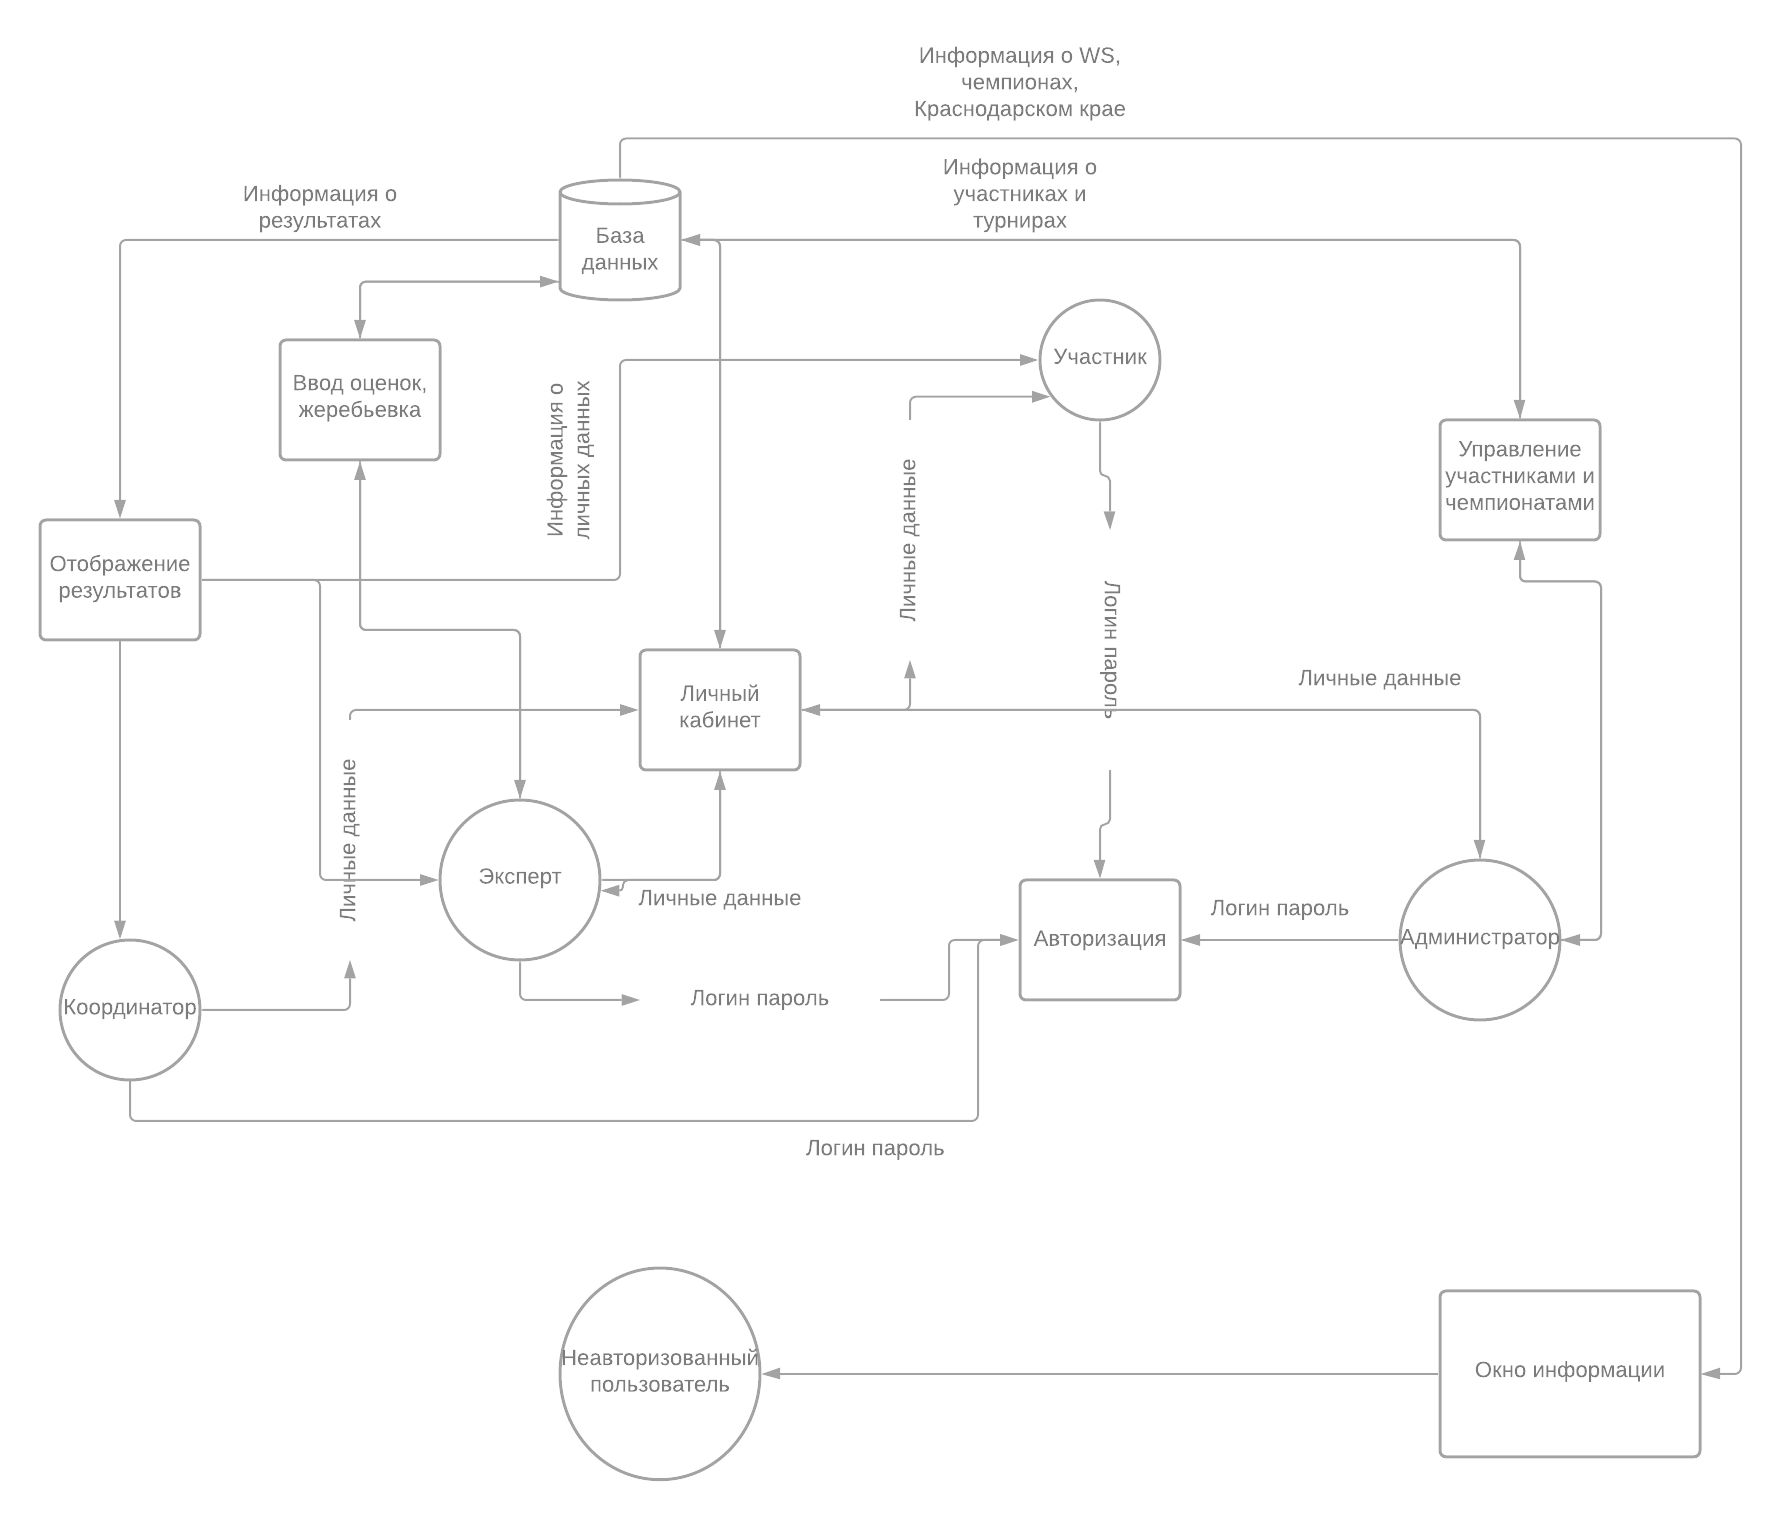 Информация о WS,
чемпионах,
Краснодарском крае
Информация о
участниках и
турнирах
Информация о
результатах
База
данных
Участник
Ввод оценок,
жеребьевка
Информация о
личных данных
Управление
участниками и
чемпионатами
Личные данные
Отображение
результатов
Логин пароль
Личный
кабинет
Личные данные
Личные данные
Эксперт
Личные данные
Логин пароль
Авторизация
Администратор
Координатор
Логин пароль
Логин пароль
Неавторизованный
пользователь
Окно информации